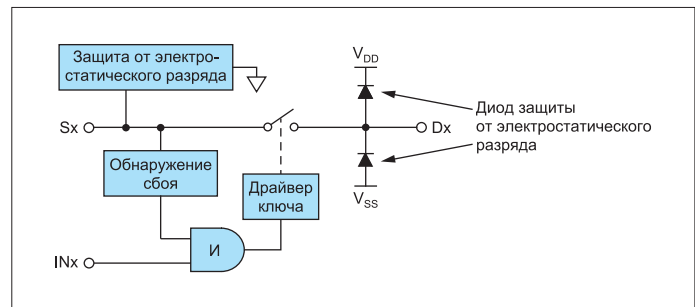 Защита от электро-
статического разряда
V_DD
Sx
Dx
Диод защиты
от электростатического
разряда
Обнаружение
сбоя
Драйвер
ключа
V_SS
И
INx